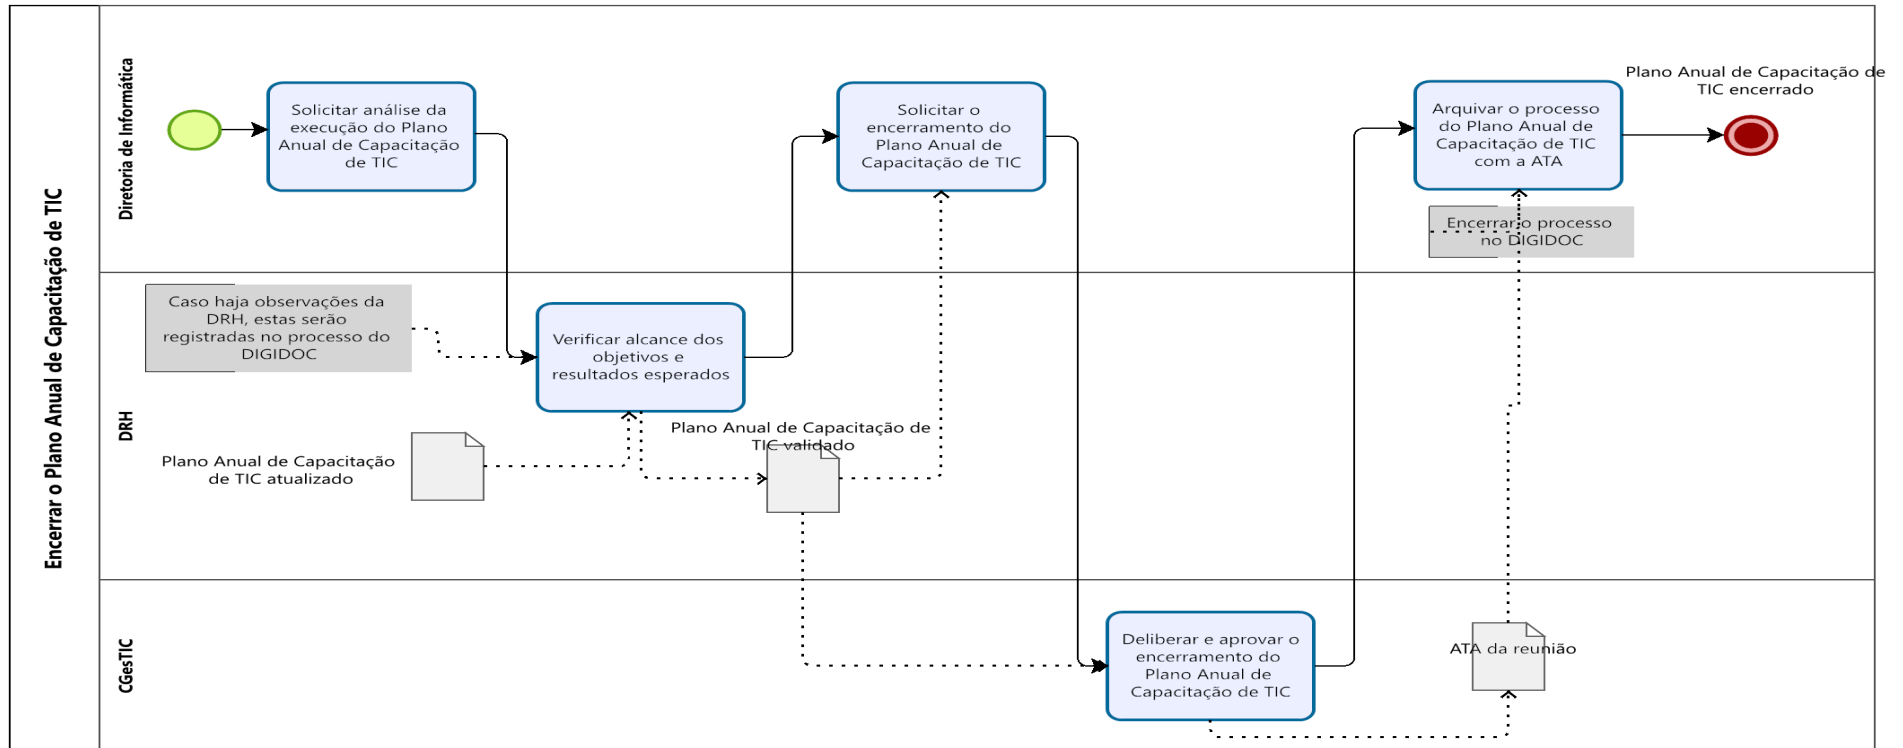 Encerrar o Plano Anual de Capacitação de TIC
Diretoria de Informática
Solicitar análise da
execução do Plano
Anual de Capacitação
de TIC
Solicitar o
encerramento do
Plano Anual de
Capacitação de TIC
Arquivar o processo
do Plano Anual de
Capacitação de TIC
com a ATA
Plano Anual de Capacitação de
TIC encerrado
Encerrar o processo
no DIGIDOC
DRH
Caso haja observações da
DRH, estas serão
registradas no processo do
DIGIDOC
Verificar alcance dos
objetivos e
resultados esperados
Plano Anual de Capacitação
de TIC atualizado
Plano Anual de Capacitação de
TIC validado
CGesTIC
Deliberar e aprovar o
encerramento do
Plano Anual de
Capacitação de TIC
ATA da reunião